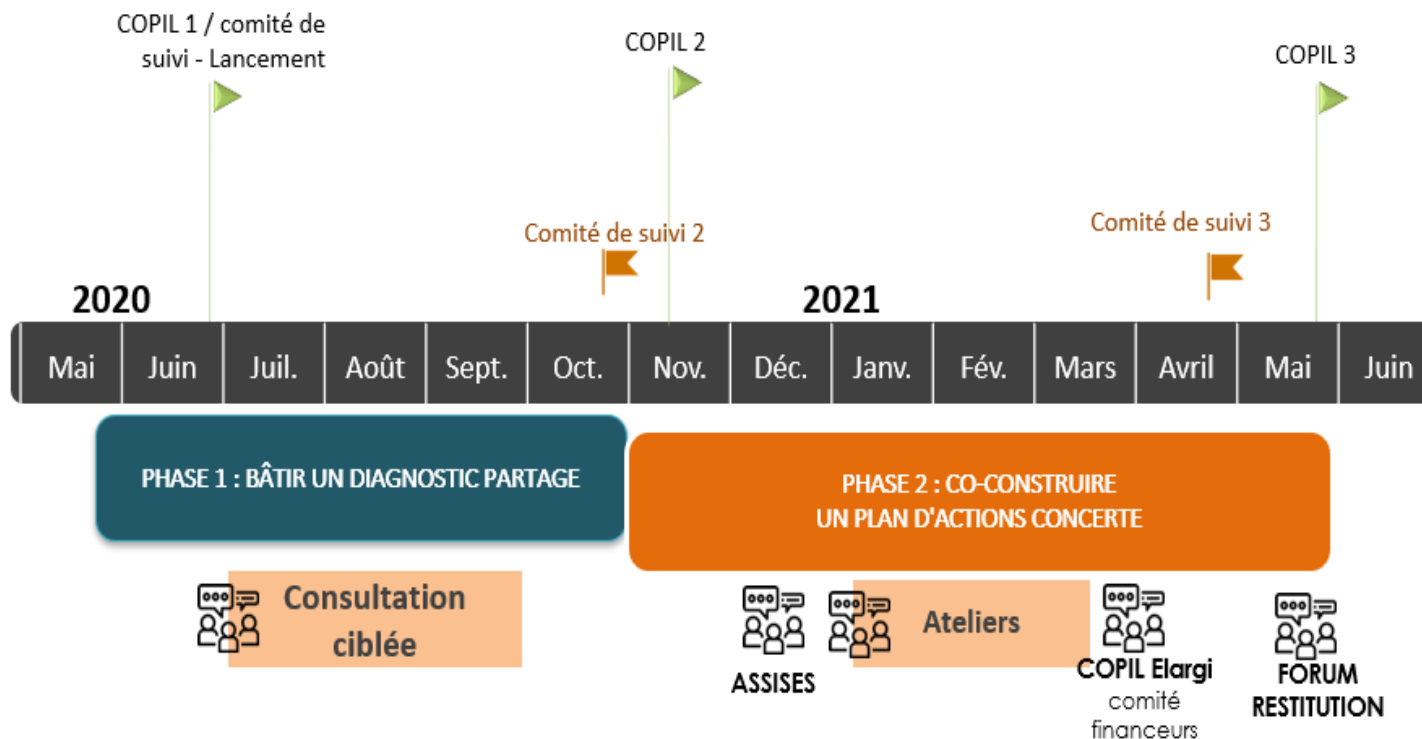 COPIL 1 / comité de
suivi - Lancement
COPIL 2
COPIL 3
Comité de suivi 2
Comité de suivi 3
2020
2021
Mai
Juin
Juil.
Août
Sept.
Oct.
Nov.
Déc.
Janv.
Fév.
Mars
Avril
Mai
Juin
PHASE 1 : BÂTIR UN DIAGNOSTIC PARTAGE
PHASE 2 : CO-CONSTRUIRE
UN PLAN D'ACTIONS CONCERTE
Consultation
ciblée
ASSISES
Ateliers
COPIL Elargi
comité
financeurs
FORUM
RESTITUTION